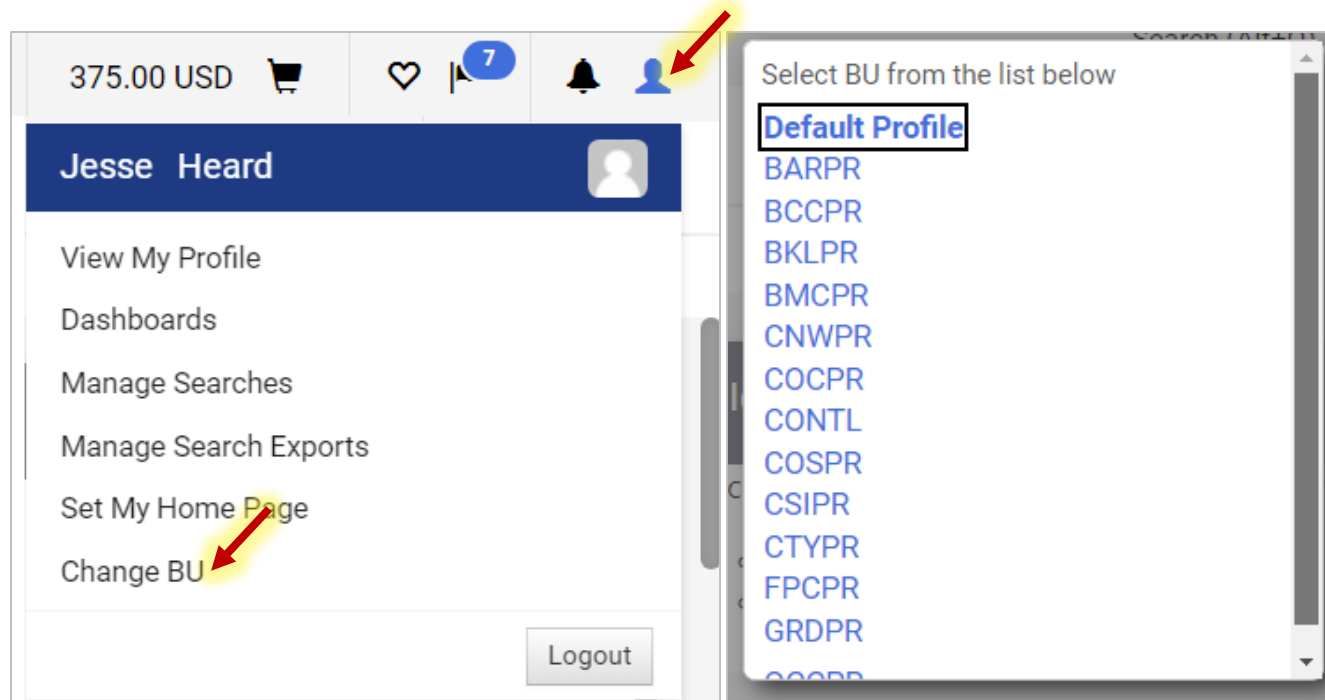 375.00 USD
7
Jesse Heard
View My Profile
Dashboards
Manage Searches
Manage Search Exports
Set My Home Page
Change BU
Logout
Select BU from the list below
Default Profile
BARPR
BCCPR
BKLPR
BMCPR
CNWPR
COCPR
CONTL
COSPR
CSIPR
CTYPR
FPCPR
GRDPR